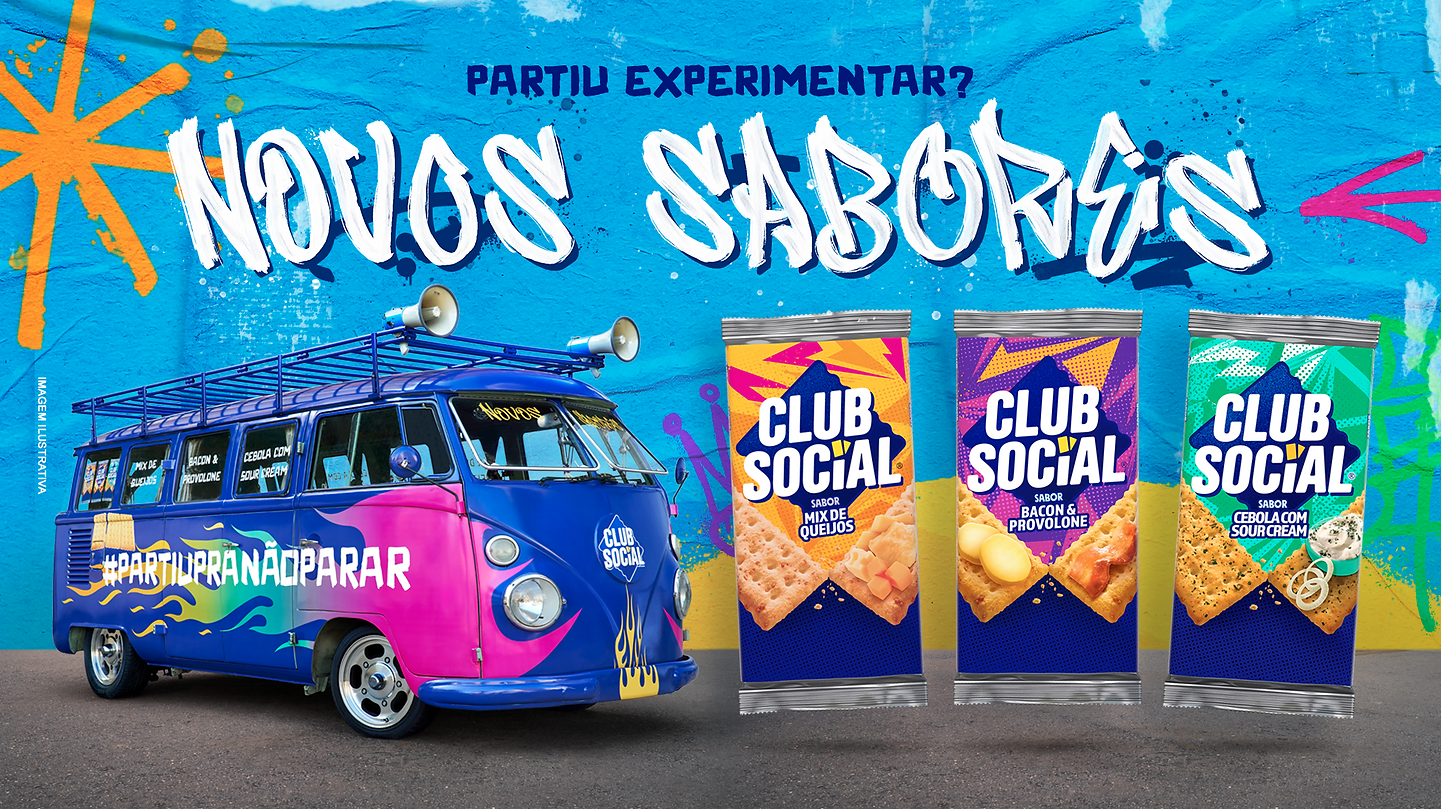 PARTIU EXPERIMENTAR?
NOVOS SABOREIS
IMAGEM ILUSTRATIVA
NOVOS
MIX DE
QUEIJOS
BACON &
PROVOLONE
CEBOLA COM
SOUR CREAM
#PARTIUPRANÃOPARAR
CLUB
SOCIAL
CLUB
SOCIAL®
SABOR
MIX DE
QUEIJOS
CLUB
SOCIAL
SABOR
BACON &
PROVOLONE
CLUB
SOCIAL®
SABOR
CEBOLA COM
SOUR CREAM